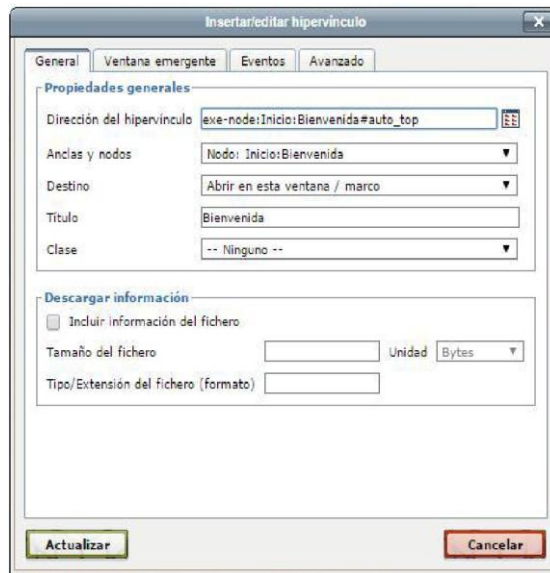 Insertar/editar hipervínculo
X
General Ventana emergente Eventos Avanzado
Propiedades generales
Dirección del hipervínculo exe-node:Inicio:Bienvenida#auto_top
Anclas y nodos Nodo: Inicio:Bienvenida
Destino Abrir en esta ventana / marco
Título Bienvenida
Clase -- Ninguno --
Descargar información
Incluir información del fichero
Tamaño del fichero Unidad Bytes
Tipo/Extensión del fichero (formato)
Actualizar Cancelar